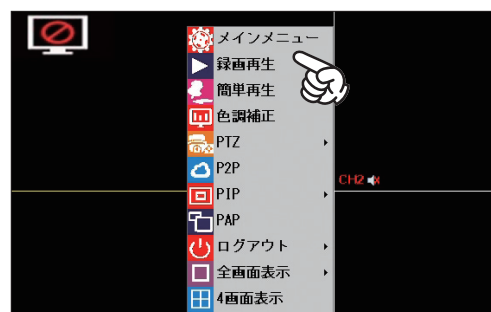 メインメニュー
録画再生
簡単再生
色調補正
PTZ
P2P
CH2
PIP
PAP
ログアウト
全画面表示
4画面表示